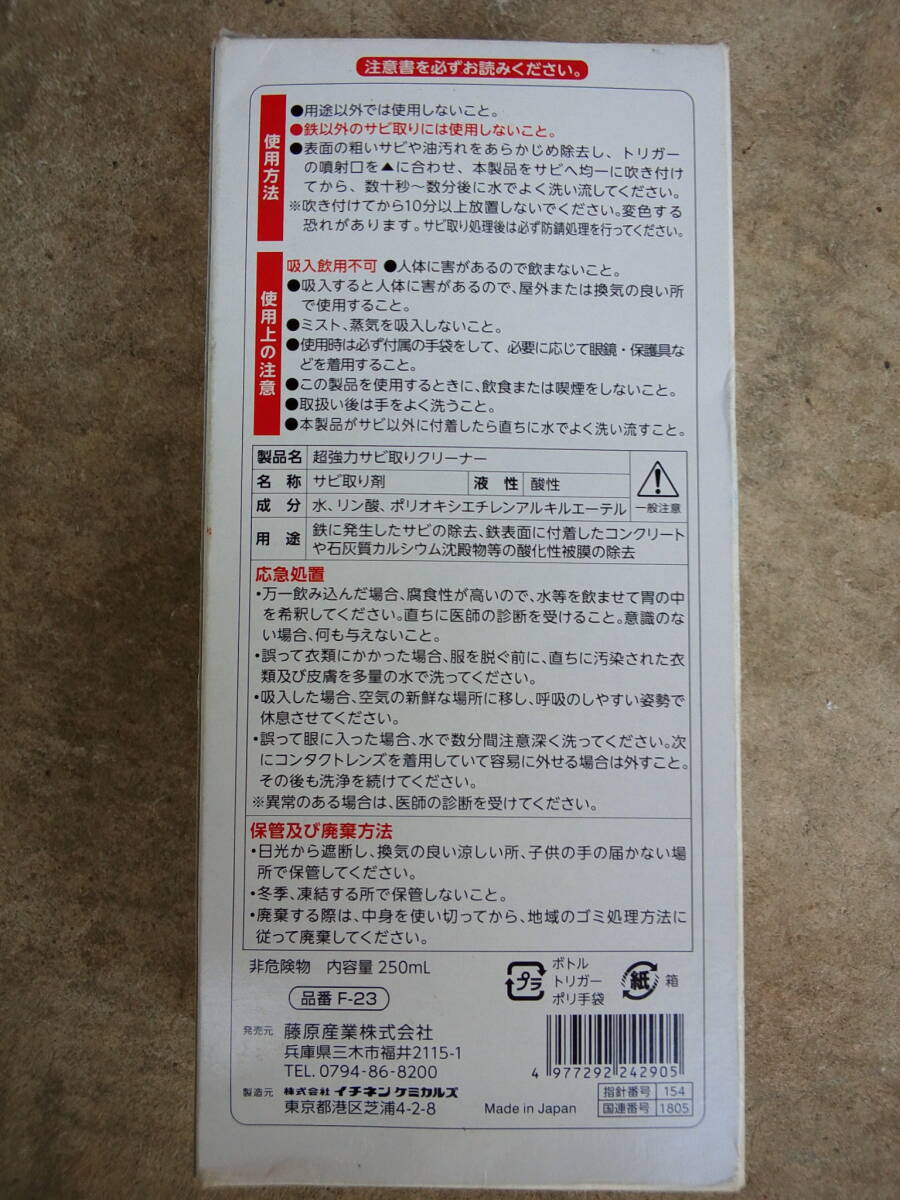 注意書を必ずお読みください。
使用方法
●用途以外では使用しないこと。
●鉄以外のサビ取りには使用しないこと。
●表面の粗いサビや油汚れをあらかじめ除去し、トリガー
の噴射口を▲に合わせ、本製品をサビへ均一に吹き付け
てから、数十秒～数分後に水でよく洗い流してください。
※吹き付けてから10分以上放置しないでください。変色する
恐れがあります。サビ取り処理後は必ず防錆処理を行ってください。
使用上の注意
吸入飲用不可 ●人体に害があるので飲まないこと。
●吸入すると人体に害があるので、屋外または換気の良い所
で使用すること。
●ミスト、蒸気を吸入しないこと。
●使用時は必ず付属の手袋をして、必要に応じて眼鏡・保護具な
どを着用すること。
●この製品を使用するときに、飲食または喫煙をしないこと。
●取扱い後は手をよく洗うこと。
●本製品がサビ以外に付着したら直ちに水でよく洗い流すこと。
製品名 超強力サビ取りクリーナー
名称 サビ取り剤 液性 酸性
成分 水、リン酸、ポリオキシエチレンアルキルエーテル
一般注意
用途 鉄に発生したサビの除去、鉄表面に付着したコンクリート
や石灰質カルシウム沈殿物等の酸化性被膜の除去
応急処置
・万一飲み込んだ場合、腐食性が高いので、水等を飲ませて胃の中
を希釈してください。直ちに医師の診断を受けること。意識のな
い場合、何も与えないこと。
・誤って衣類にかかった場合、服を脱ぐ前に、直ちに汚染された衣
類及び皮膚を多量の水で洗ってください。
・吸入した場合、空気の新鮮な場所に移し、呼吸のしやすい姿勢で
休息させてください。
・誤って眼に入った場合、水で数分間注意深く洗ってください。次
にコンタクトレンズを着用していて容易に外せる場合は外すこと。
その後も洗浄を続けてください。
※異常のある場合は、医師の診断を受けてください。
保管及び廃棄方法
・日光から遮断し、換気の良い涼しい所、子供の手の届かない場
所で保管してください。
・冬季、凍結する所で保管しないこと。
・廃棄する際は、中身を使い切ってから、地域のゴミ処理方法に
従って廃棄してください。
非危険物 内容量 250mL
品番 F-23
プラ
ボトル
トリガー
ポリ手袋
紙
箱
発売元 藤原産業株式会社
兵庫県三木市福井2115-1
TEL. 0794-86-8200
製造元 株式会社 イチネンケミカルズ
東京都港区芝浦4-2-8
Made in Japan
4 977292 242905
指針番号 154
国連番号 1805